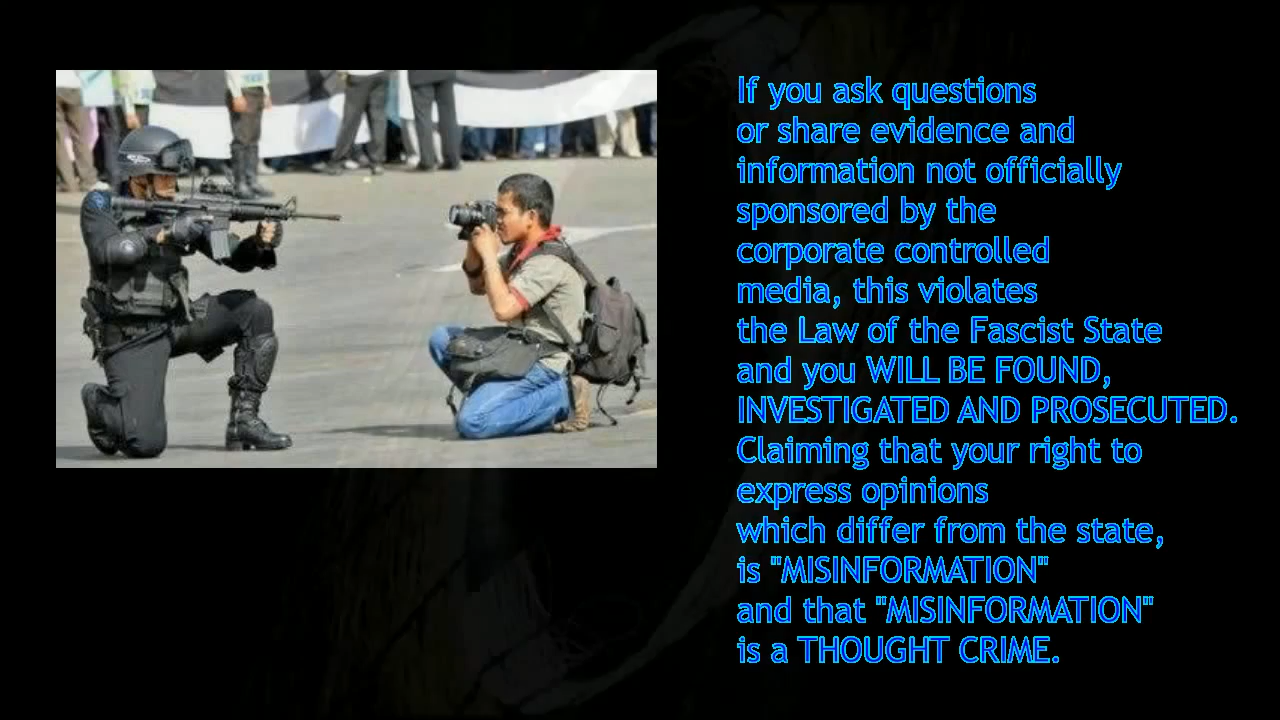 If you ask questions
or share evidence and
information not officially
sponsored by the
corporate controlled
media, this violates
the Law of the Fascist State
and you WILL BE FOUND,
INVESTIGATED AND PROSECUTED.
Claiming that your right to
express opinions
which differ from the state,
is "MISINFORMATION"
and that "MISINFORMATION"
is a THOUGHT CRIME.